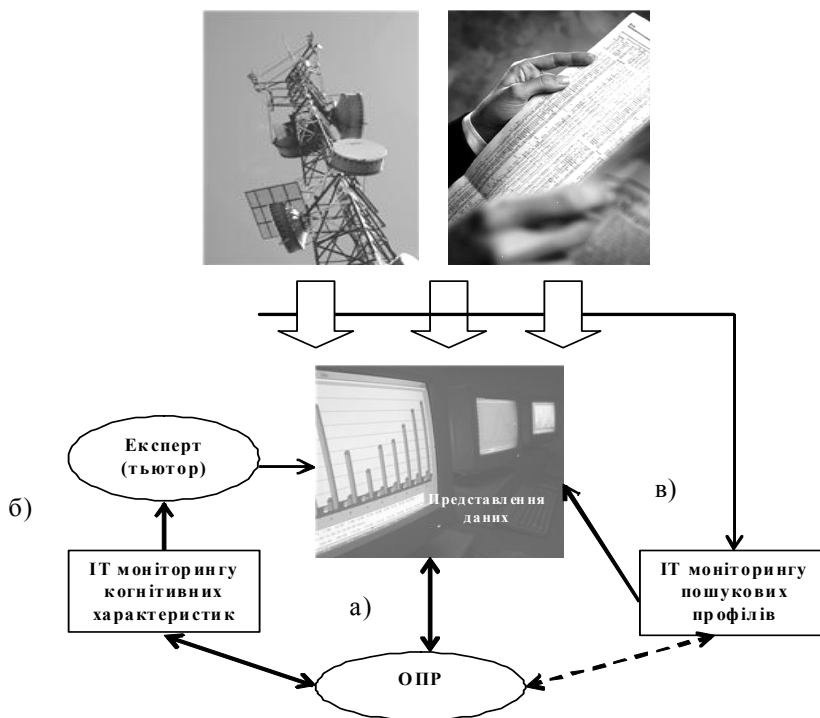 Експерт
(тьютор)
Представлення
даних
в)
б)
ІТ моніторингу
когнітивних
характеристик
а)
ІТ моніторингу
пошукових
профілів
ОПР